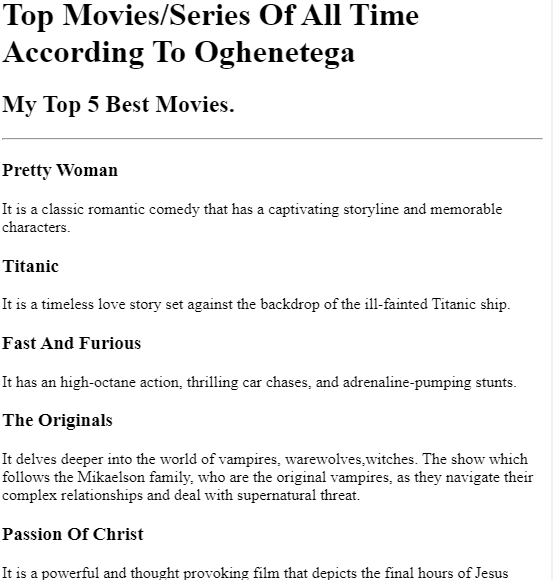 Top Movies/Series Of All Time
According To Oghenetega
My Top 5 Best Movies.
Pretty Woman
It is a classic romantic comedy that has a captivating storyline and memorable
characters.
Titanic
It is a timeless love story set against the backdrop of the ill-fainted Titanic ship.
Fast And Furious
It has an high-octane action, thrilling car chases, and adrenaline-pumping stunts.
The Originals
It delves deeper into the world of vampires, warewolves,witches. The show which
follows the Mikaelson family, who are the original vampires, as they navigate their
complex relationships and deal with supernatural threat.
Passion Of Christ
It is a powerful and thought provoking film that depicts the final hours of Jesus